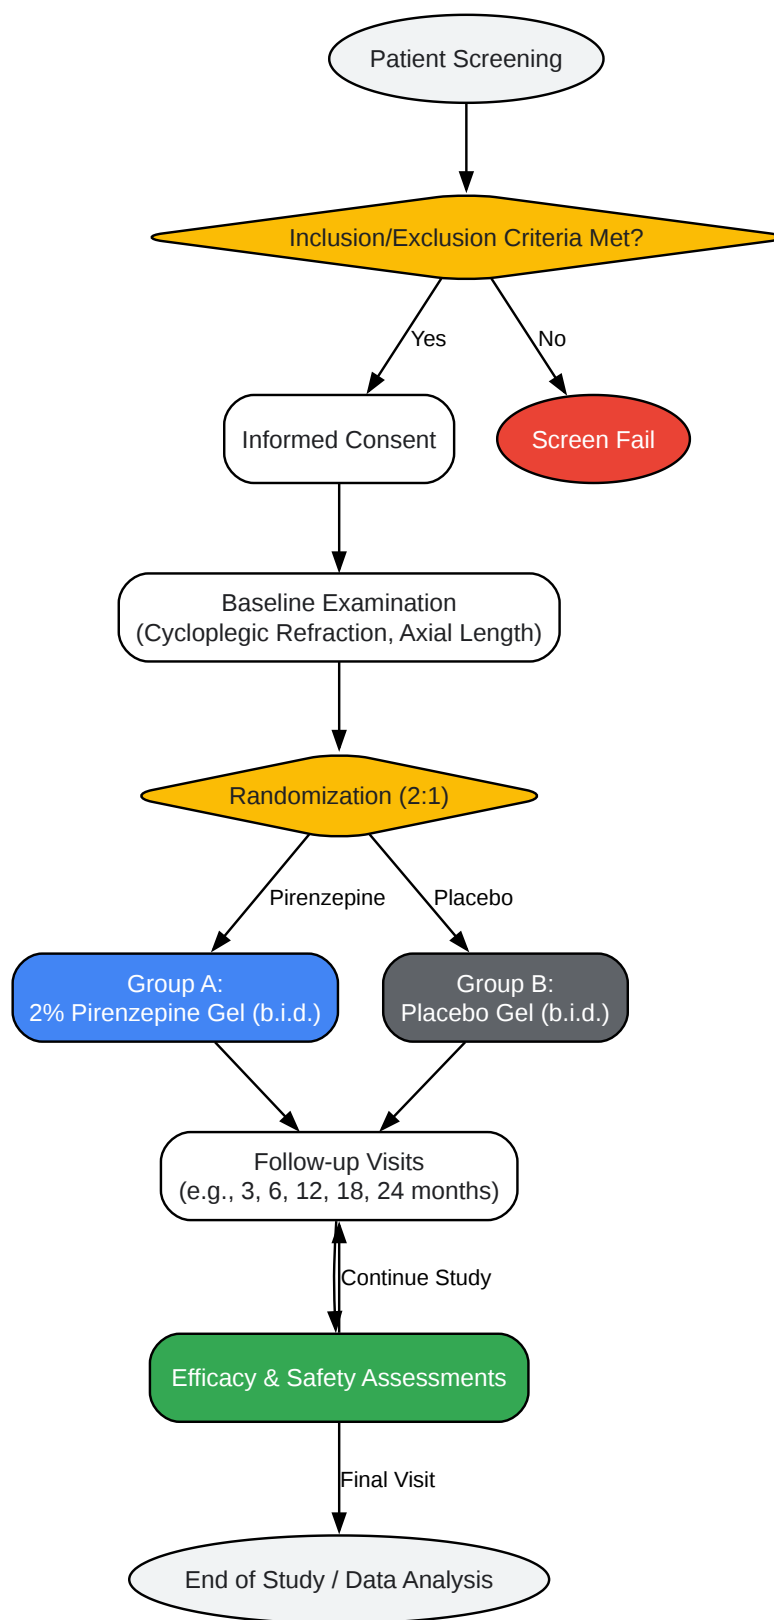 Patient Screening
Inclusion/Exclusion Criteria Met?
Yes
No
Informed Consent
Screen Fail
Baseline Examination
(Cycloplegic Refraction, Axial Length)
Randomization (2:1)
Pirenzepine
Placebo
Group A:
2% Pirenzepine Gel (b.i.d.)
Group B:
Placebo Gel (b.i.d.)
Follow-up Visits
(e.g., 3, 6, 12, 18, 24 months)
Continue Study
Efficacy & Safety Assessments
Final Visit
End of Study / Data Analysis